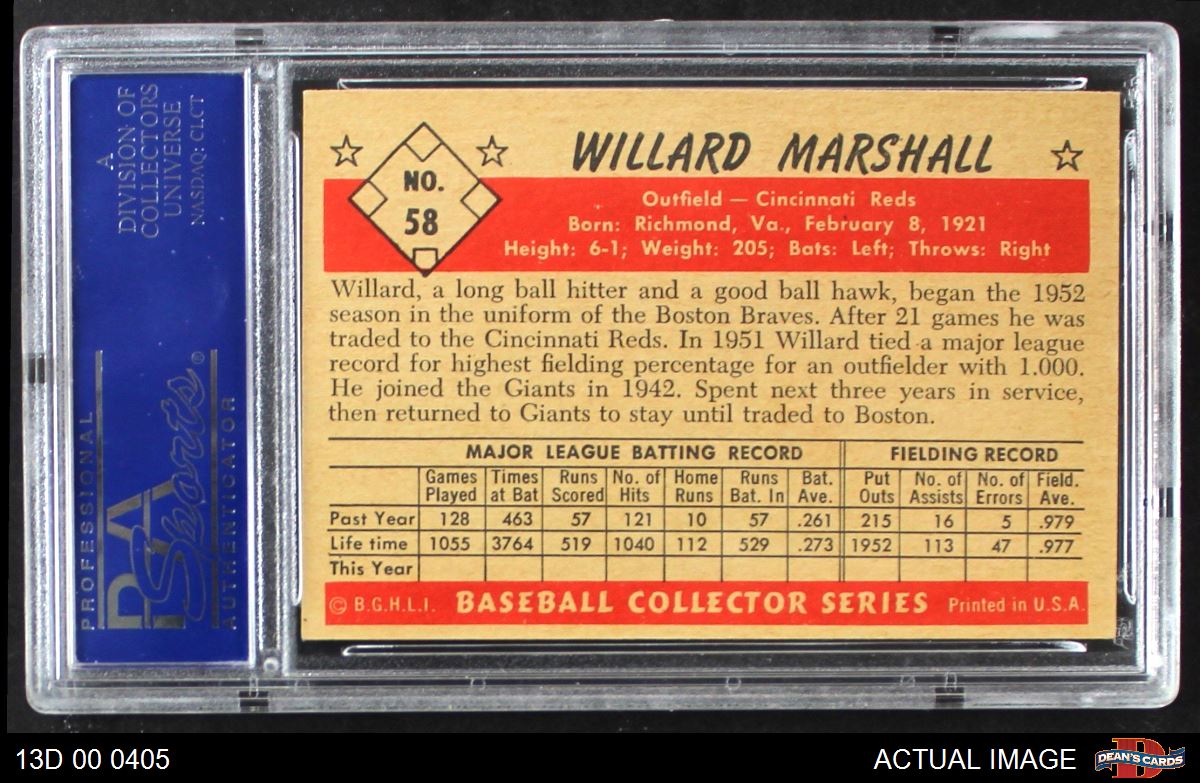 A
DIVISION OF
COLLECTORS
UNIVERSE
NASDAQ: CLCT
PROFESSIONAL
PSA
Sports®
AUTHENTICATOR
NO.
58
WILLARD MARSHALL
Outfield — Cincinnati Reds
Born: Richmond, Va., February 8, 1921
Height: 6-1; Weight: 205; Bats: Left; Throws: Right
Willard, a long ball hitter and a good ball hawk, began the 1952
season in the uniform of the Boston Braves. After 21 games he was
traded to the Cincinnati Reds. In 1951 Willard tied a major league
record for highest fielding percentage for an outfielder with 1.000.
He joined the Giants in 1942. Spent next three years in service,
then returned to Giants to stay until traded to Boston.
MAJOR LEAGUE BATTING RECORD FIELDING RECORD
Games Times Runs No. of Home Runs Bat. Put No. of No. of Field.
Played at Bat Scored Hits Runs Bat. In Ave. Outs Assists Errors Ave.
Past Year 128 463 57 121 10 57 .261 215 16 5 .979
Life time 1055 3764 519 1040 112 529 .273 1952 113 47 .977
This Year
© B.G.H.L.I. BASEBALL COLLECTOR SERIES Printed in U.S.A.
13D 00 0405 ACTUAL IMAGE
D
DEAN'S CARDS